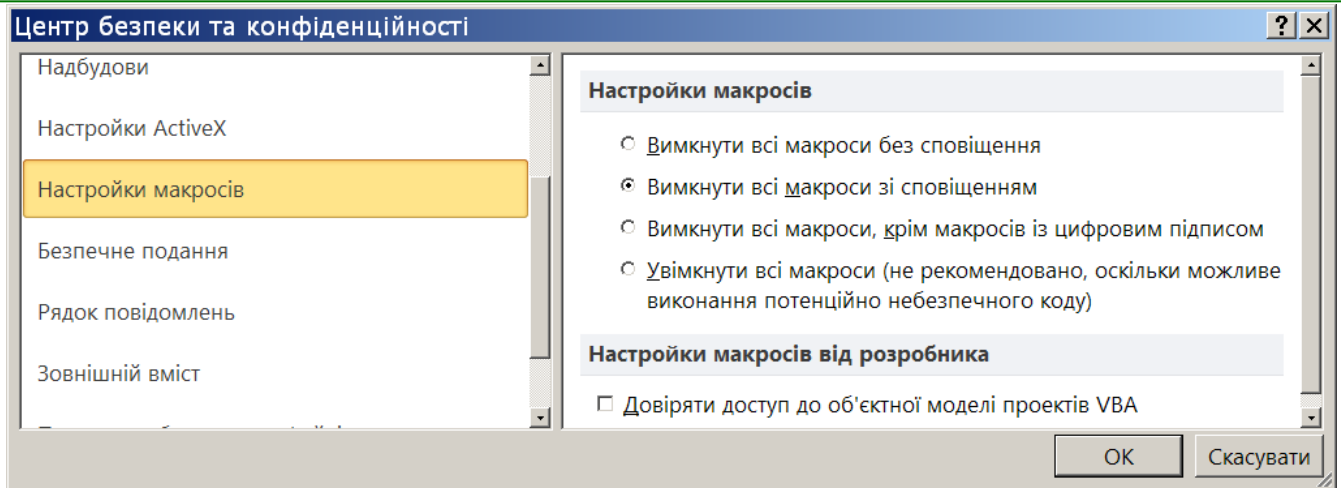 Центр безпеки та конфіденційності
Надбудови
Настройки ActiveX
Настройки макросів
Безпечне подання
Рядок повідомлень
Зовнішній вміст
Настройки макросів
Вимкнути всі макроси без сповіщення
Вимкнути всі макроси зі сповіщенням
Вимкнути всі макроси, крім макросів із цифровим підписом
Увімкнути всі макроси (не рекомендовано, оскільки можливе
виконання потенційно небезпечного коду)
Настройки макросів від розробника
Довіряти доступ до об'єктної моделі проектів VBA
ОК
Скасувати